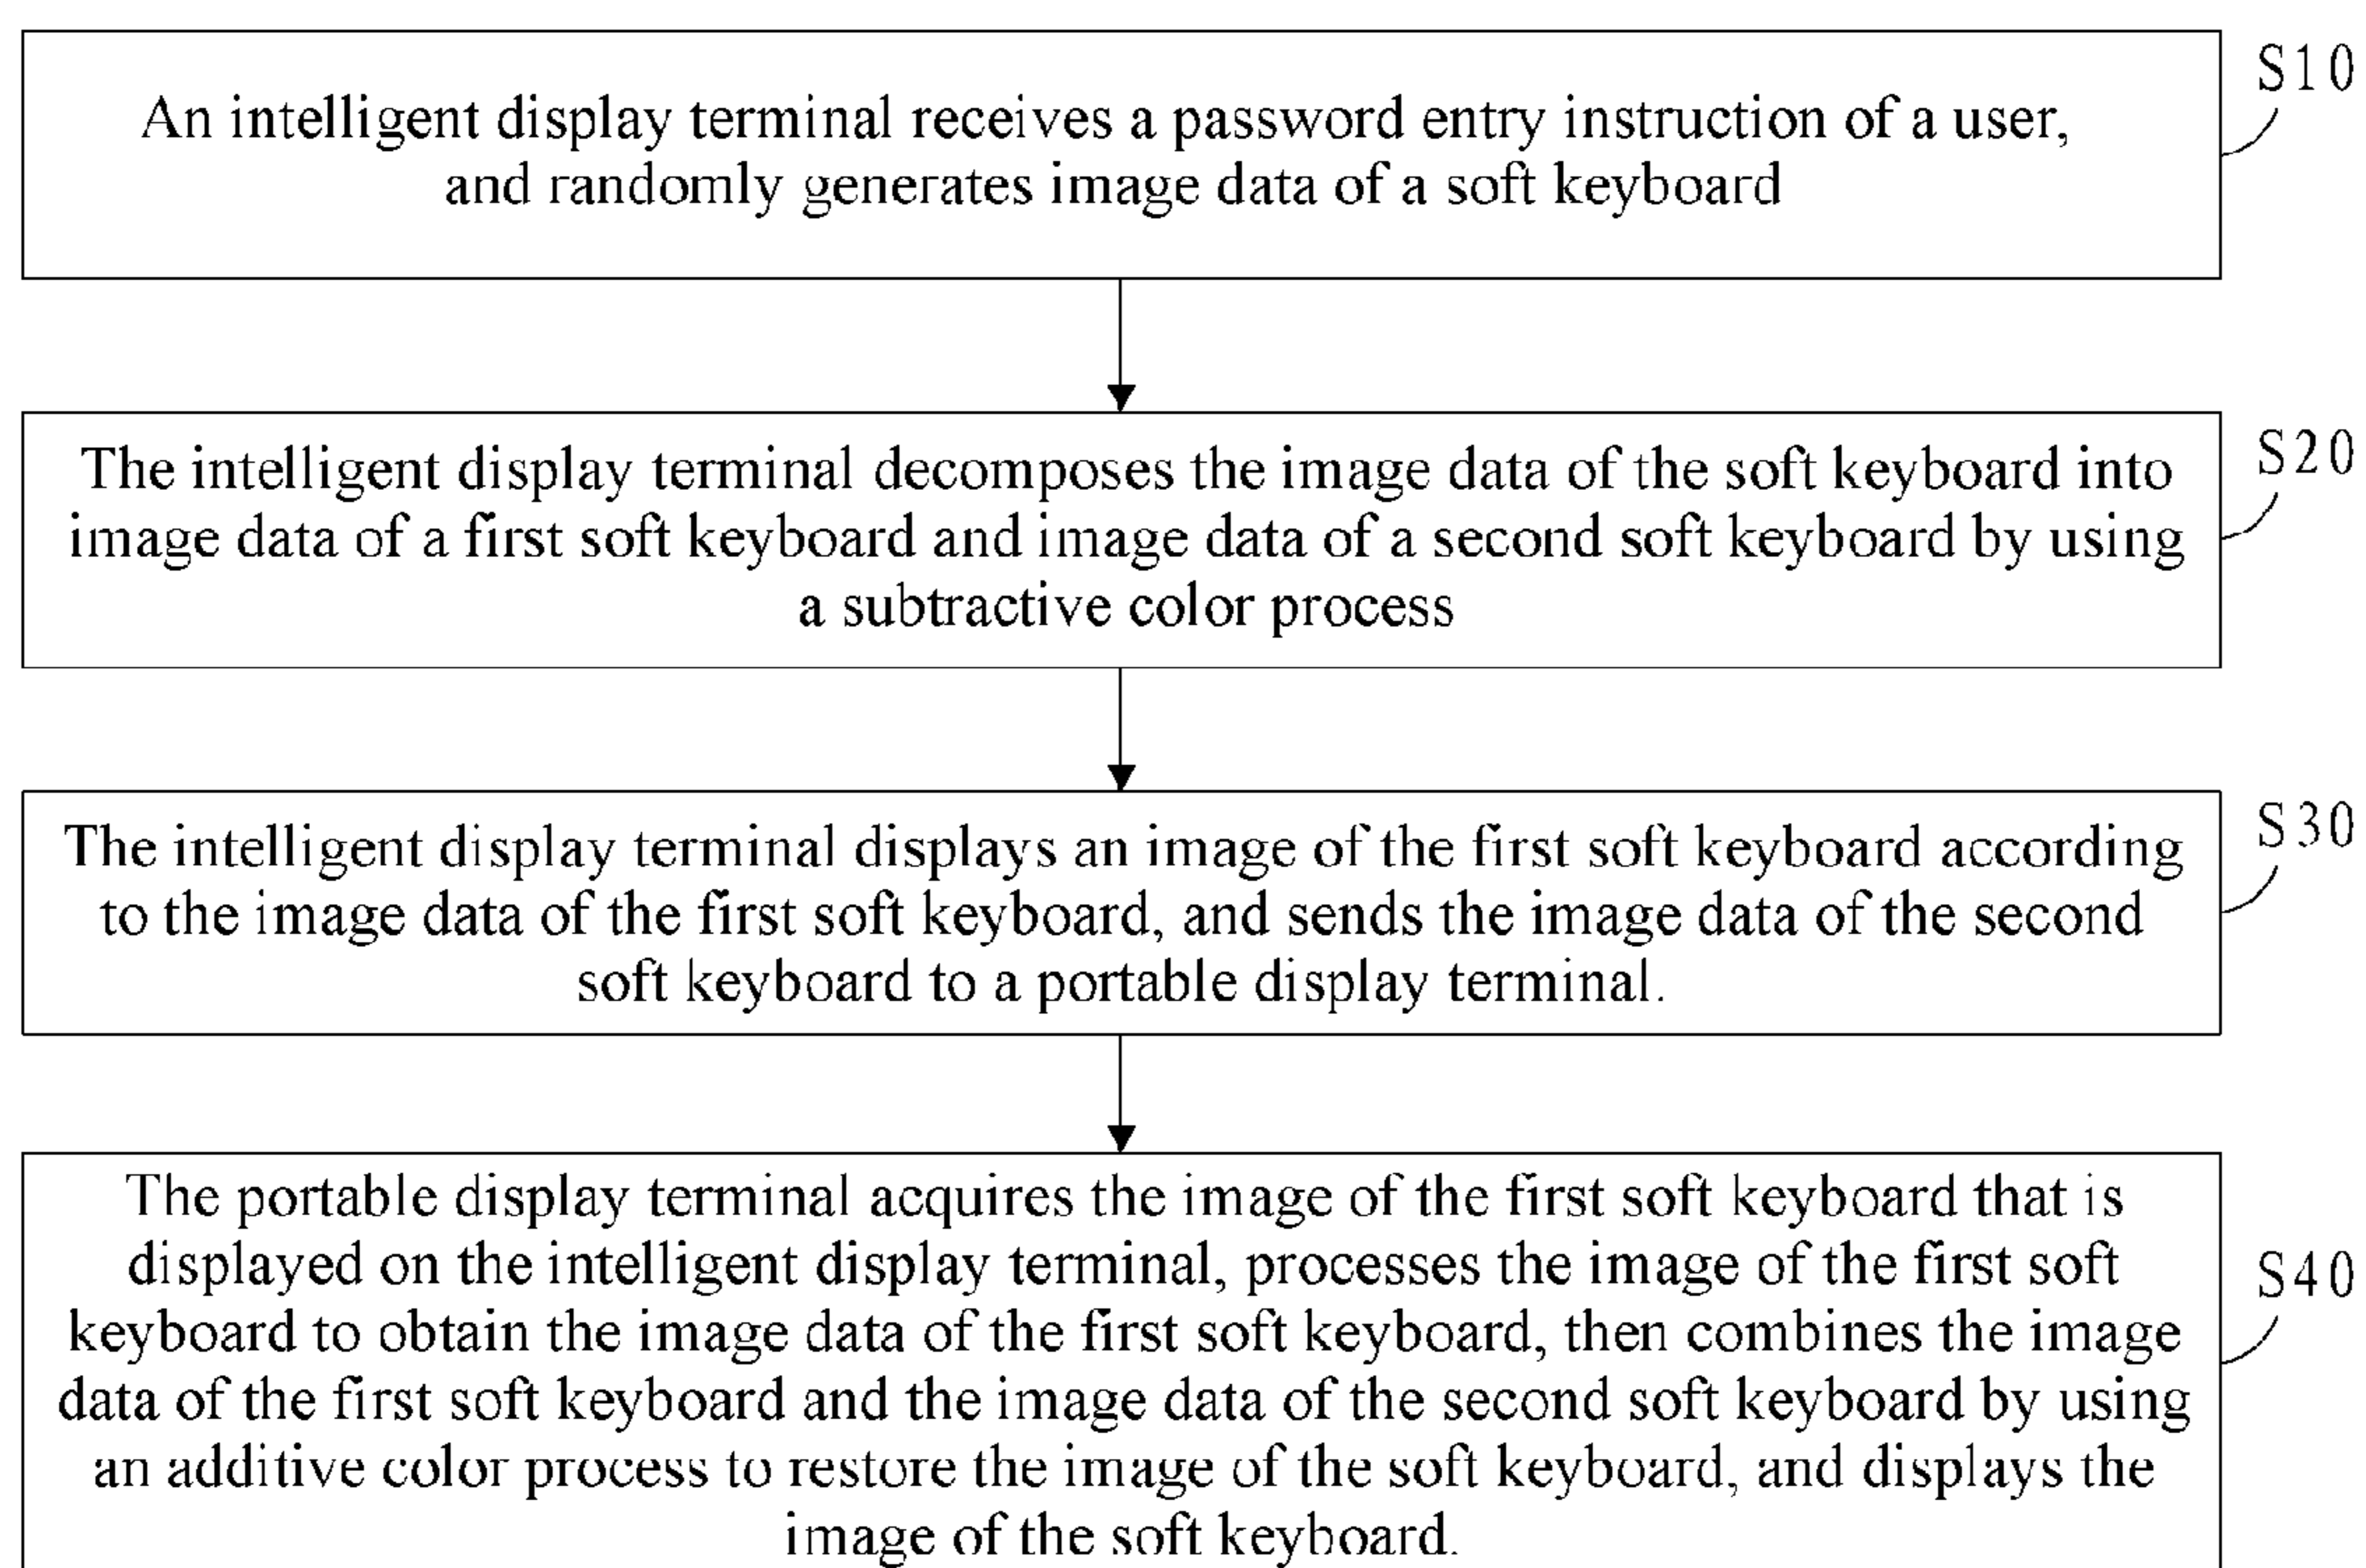 S10
An intelligent display terminal receives a password entry instruction of a user,
and randomly generates image data of a soft keyboard
S20
The intelligent display terminal decomposes the image data of the soft keyboard into
image data of a first soft keyboard and image data of a second soft keyboard by using
a subtractive color process
S30
The intelligent display terminal displays an image of the first soft keyboard according
to the image data of the first soft keyboard, and sends the image data of the second
soft keyboard to a portable display terminal.
S40
The portable display terminal acquires the image of the first soft keyboard that is
displayed on the intelligent display terminal, processes the image of the first soft
keyboard to obtain the image data of the first soft keyboard, then combines the image
data of the first soft keyboard and the image data of the second soft keyboard by using
an additive color process to restore the image of the soft keyboard, and displays the
image of the soft keyboard.